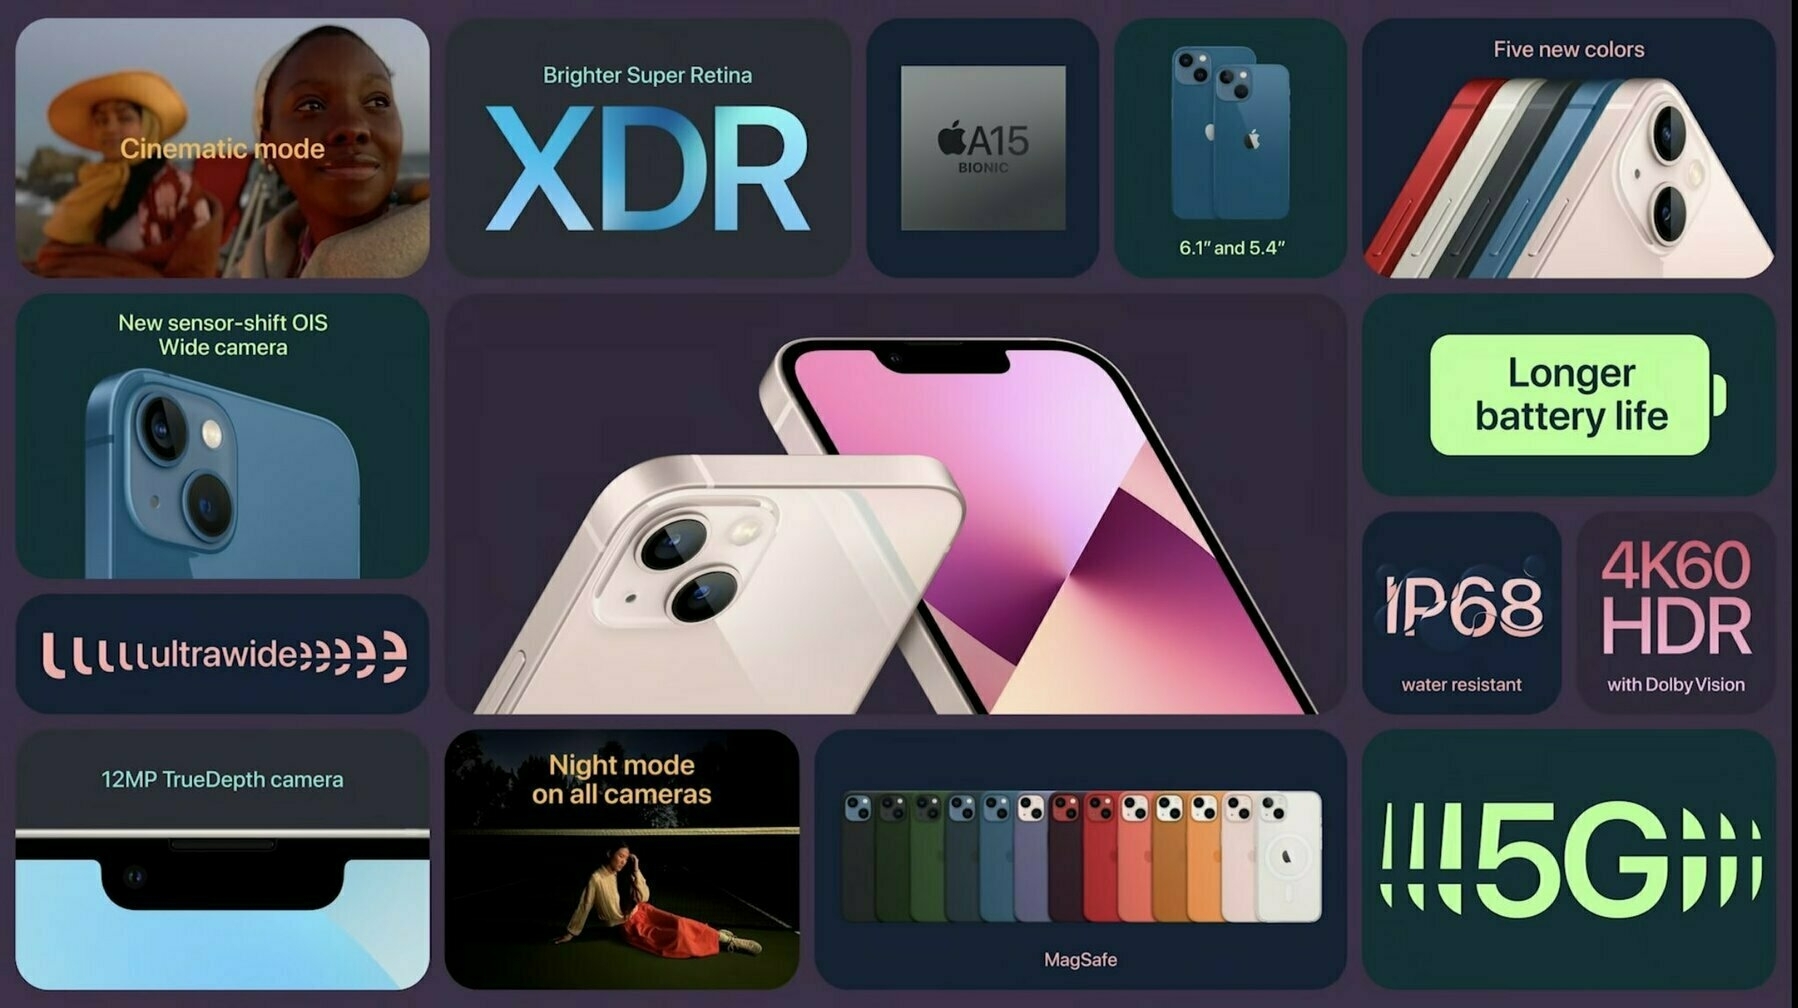 Cinematic mode
Brighter Super Retina
XDR
A15
BIONIC
6.1” and 5.4”
Five new colors
New sensor-shift OIS
Wide camera
Longer
battery life
ultrawide
IP68
water resistant
4K60
HDR
with Dolby Vision
12MP TrueDepth camera
Night mode
on all cameras
MagSafe
5G